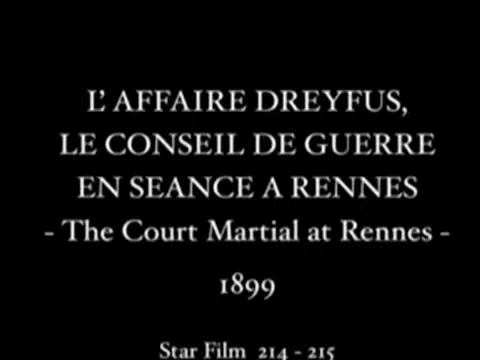 L' AFFAIRE DREYFUS,
LE CONSEIL DE GUERRE
EN SEANCE A RENNES
- The Court Martial at Rennes -
1899
Star Film 214 - 215